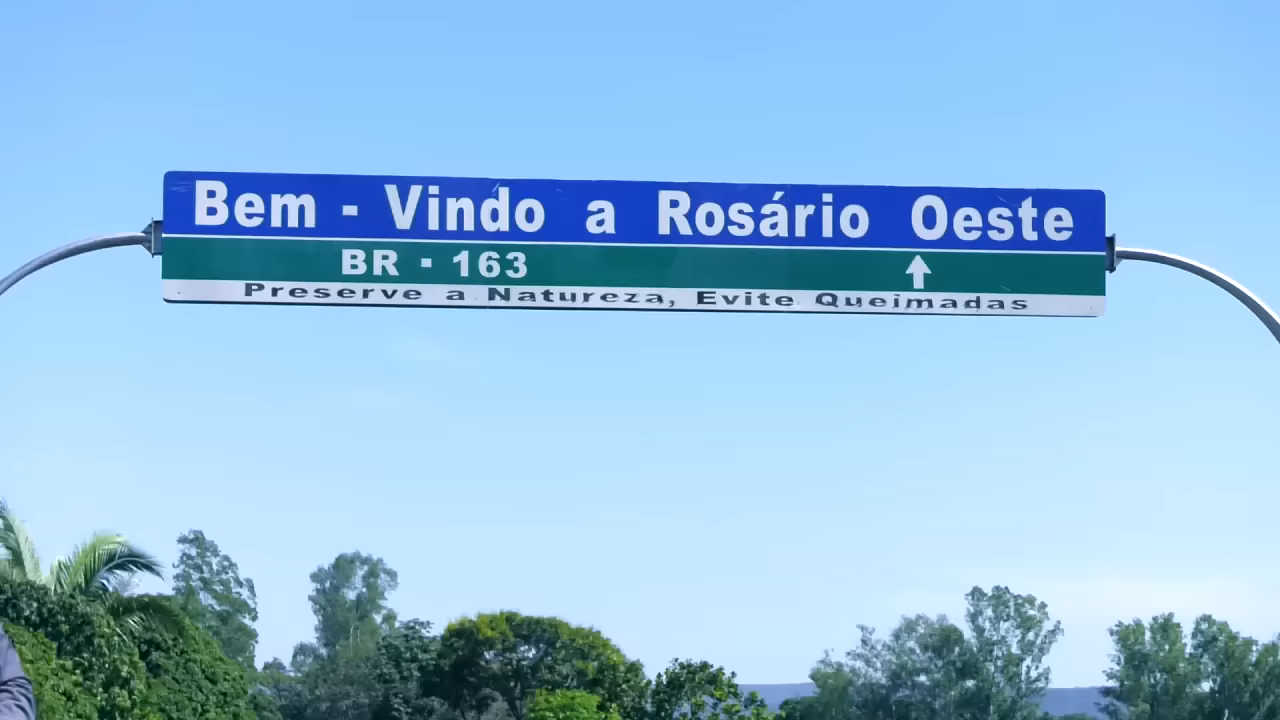 Bem - Vindo a Rosário Oeste
BR - 163
Preserve a Natureza, Evite Queimadas